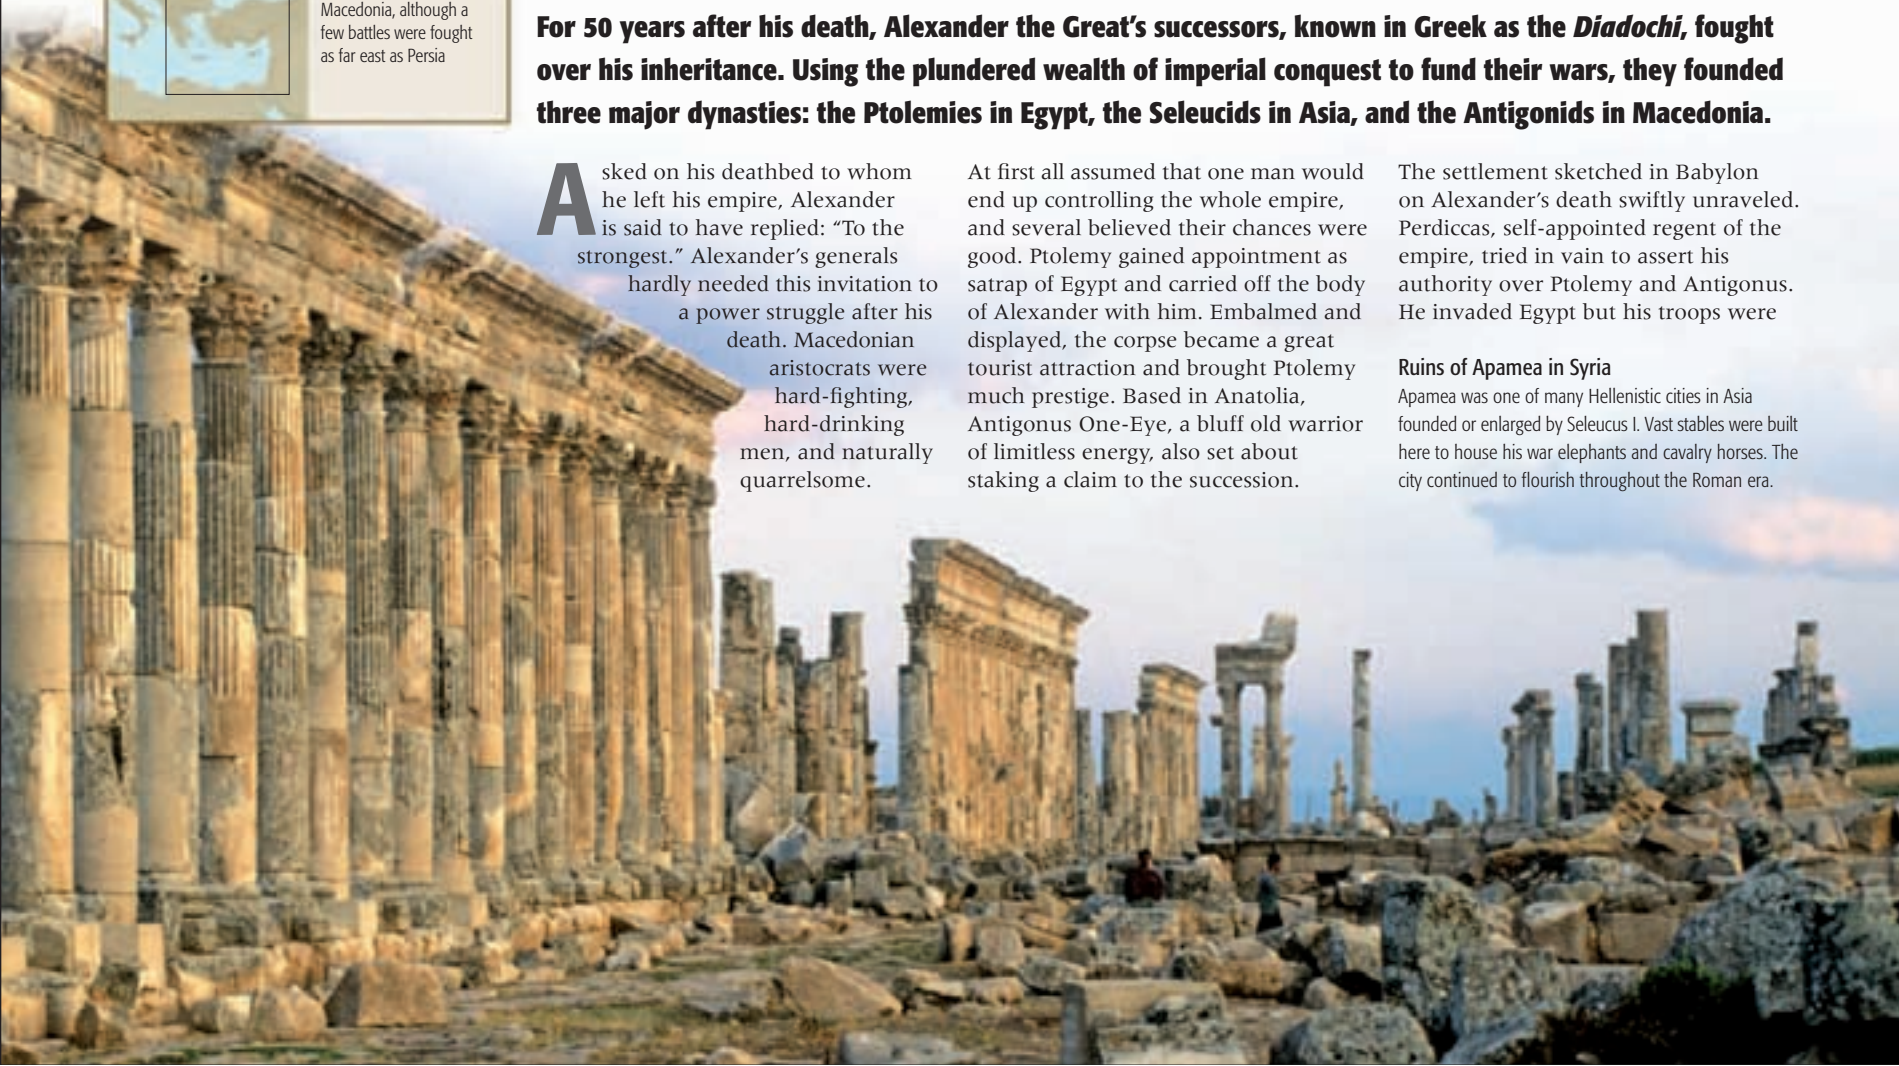 Macedonia, although a
few battles were fought
as far east as Persia
For 50 years after his death, Alexander the Great’s successors, known in Greek as the Diadochi, fought
over his inheritance. Using the plundered wealth of imperial conquest to fund their wars, they founded
three major dynasties: the Ptolemies in Egypt, the Seleucids in Asia, and the Antigonids in Macedonia.
Asked on his deathbed to whom
he left his empire, Alexander
is said to have replied: “To the
strongest.” Alexander’s generals
hardly needed this invitation to
a power struggle after his
death. Macedonian
aristocrats were
hard-fighting,
hard-drinking
men, and naturally
quarrelsome.
At first all assumed that one man would
end up controlling the whole empire,
and several believed their chances were
good. Ptolemy gained appointment as
satrap of Egypt and carried off the body
of Alexander with him. Embalmed and
displayed, the corpse became a great
tourist attraction and brought Ptolemy
much prestige. Based in Anatolia,
Antigonus One-Eye, a bluff old warrior
of limitless energy, also set about
staking a claim to the succession.
The settlement sketched in Babylon
on Alexander’s death swiftly unraveled.
Perdiccas, self-appointed regent of the
empire, tried in vain to assert his
authority over Ptolemy and Antigonus.
He invaded Egypt but his troops were
Ruins of Apamea in Syria
Apamea was one of many Hellenistic cities in Asia
founded or enlarged by Seleucus I. Vast stables were built
here to house his war elephants and cavalry horses. The
city continued to flourish throughout the Roman era.